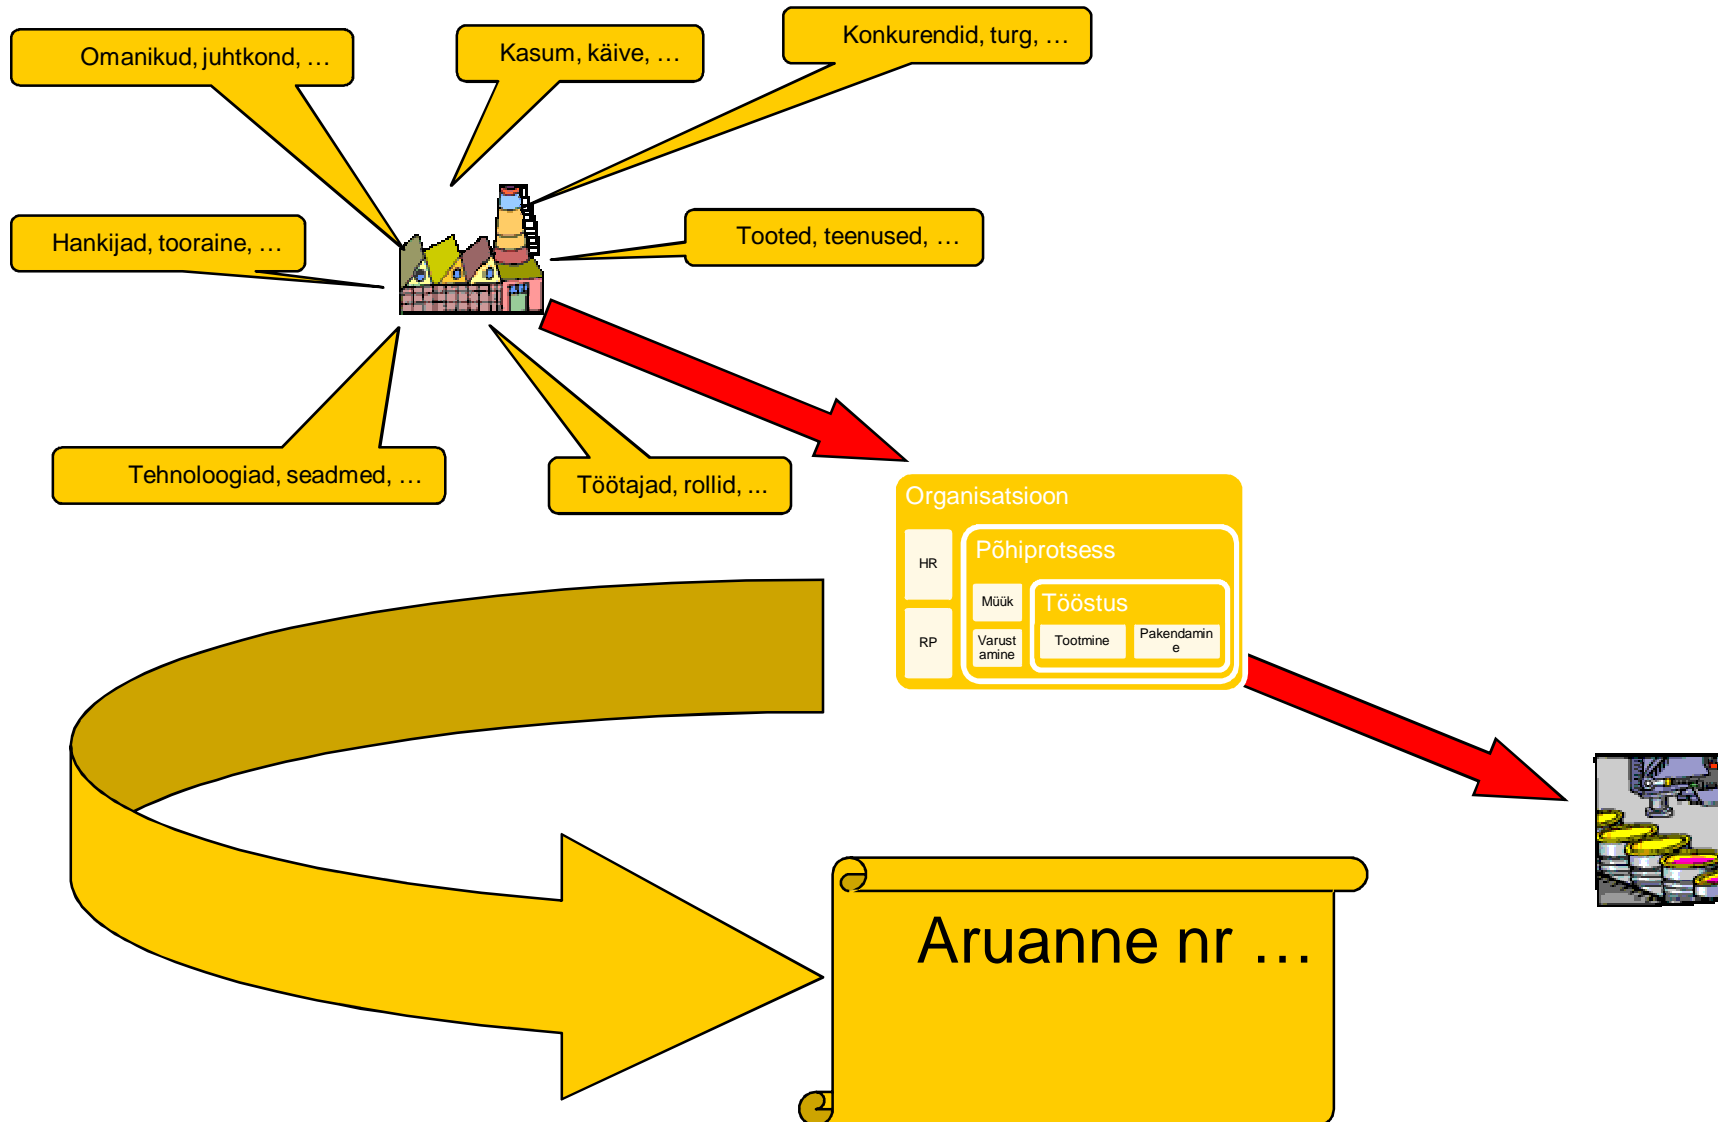 Omanikud, juhtkond, …
Kasum, käive, …
Konkurendid, turg, …
Hankijad, tooraine, …
Tooted, teenused, …
Tehnoloogiad, seadmed, …
Töötajad, rollid, ...
Organisatsioon
HR
RP
Põhiprotsess
Müük
Varust
amine
Tööstus
Tootmine
Pakendamin
e
Aruanne nr …